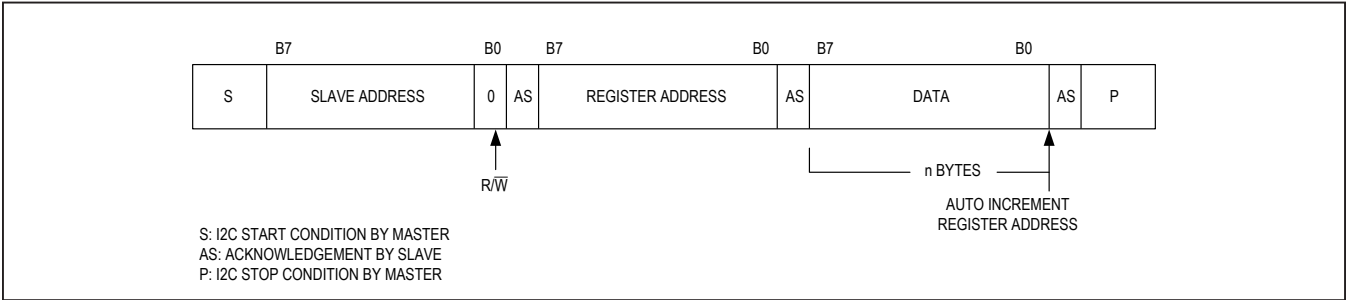 B7 B0 B7 B0 B7 B0
S SLAVE ADDRESS 0 AS REGISTER ADDRESS AS DATA AS P
n BYTES
R/W̅
AUTO INCREMENT
REGISTER ADDRESS
S: I2C START CONDITION BY MASTER
AS: ACKNOWLEDGEMENT BY SLAVE
P: I2C STOP CONDITION BY MASTER